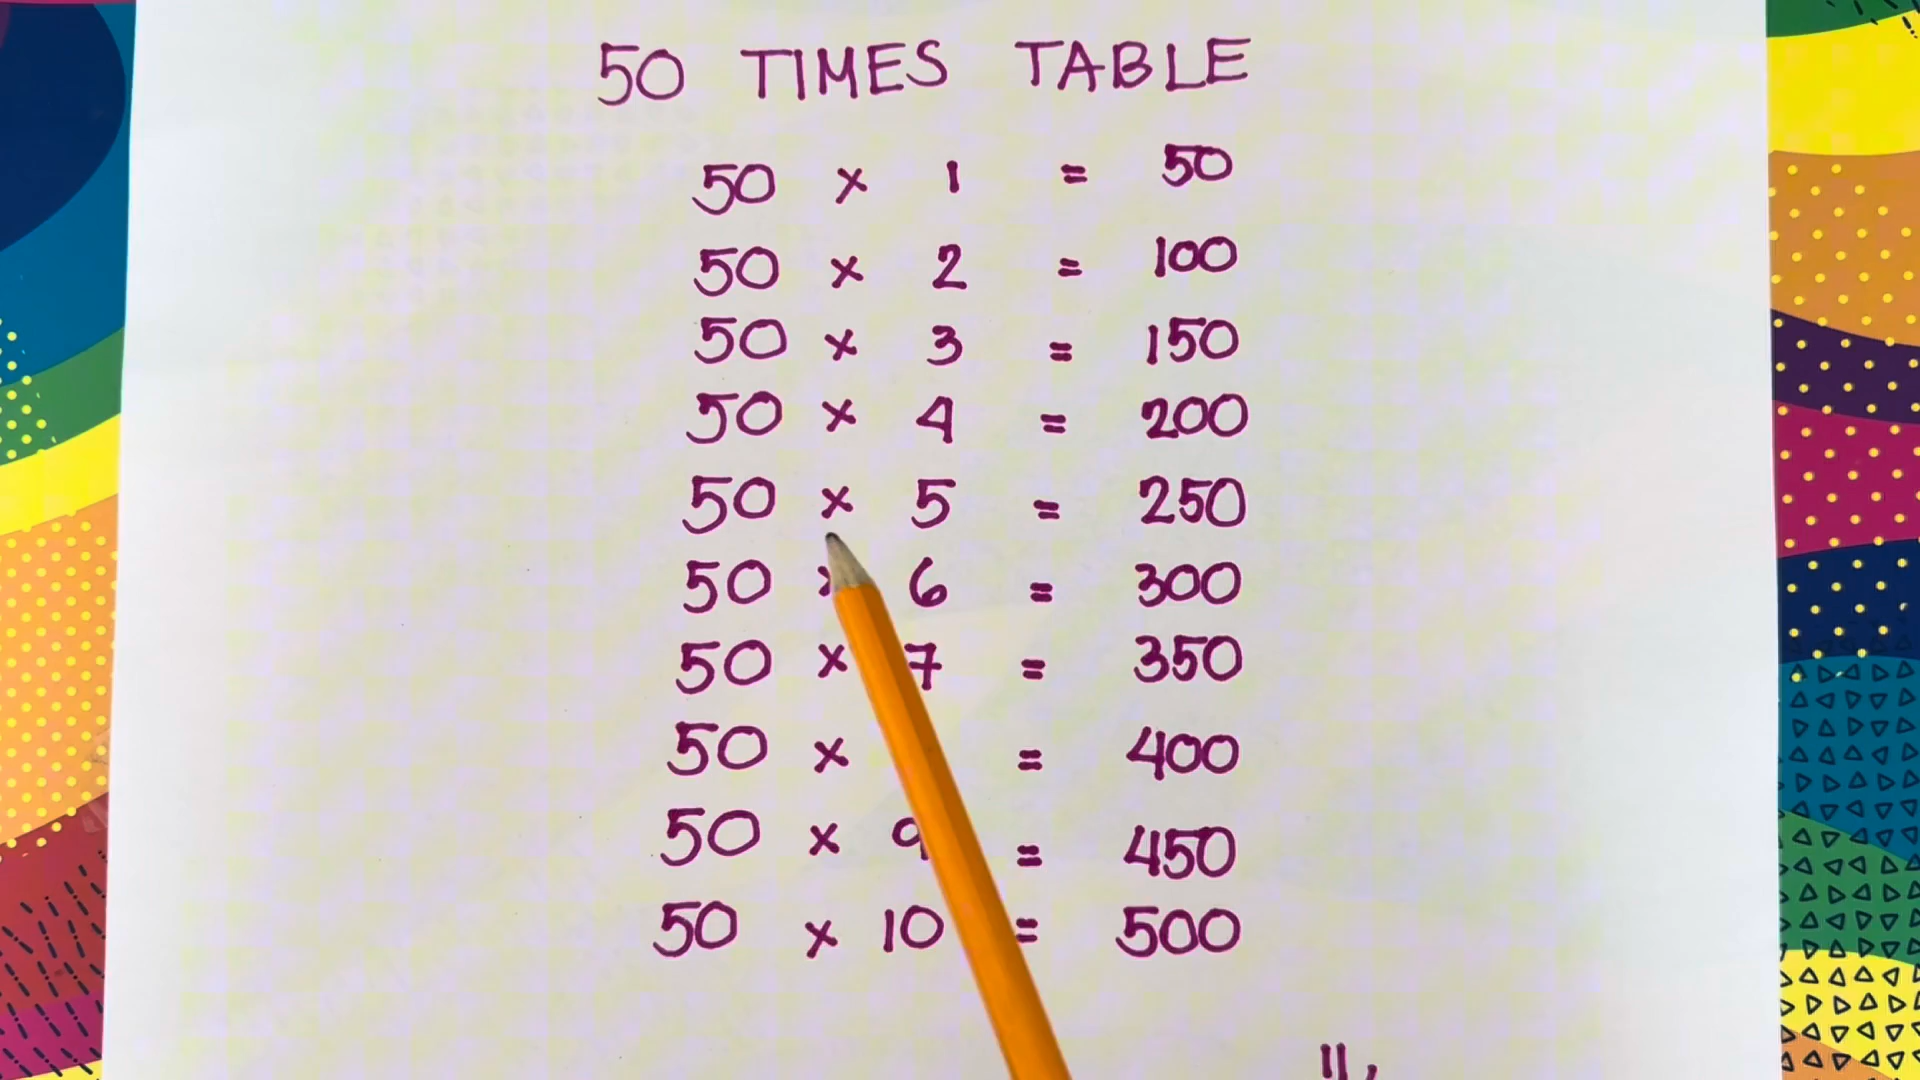 50 TIMES TABLE
50 x 1 = 50
50 x 2 = 100
50 x 3 = 150
50 x 4 = 200
50 x 5 = 250
50 x 6 = 300
50 x 7 = 350
50 x = 400
50 x 9 = 450
50 x 10 = 500